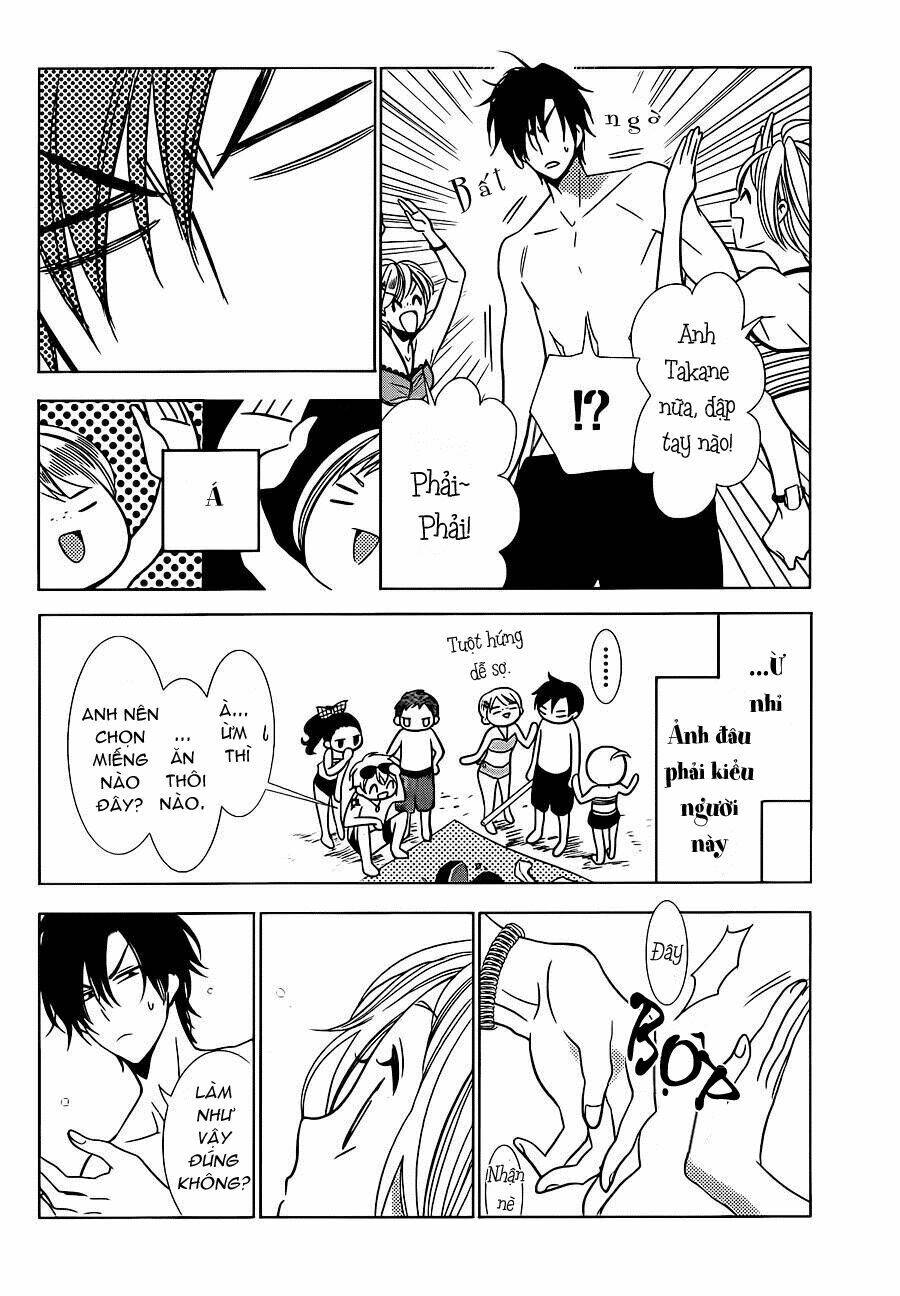 Bất
ngờ
Anh
Takane
nữa, đập
tay nào!
!?
Phải~
Phải!
Á
...Ừ
nhỉ
Ảnh đâu
phải kiểu
người
này
......
Tuột hứng
dễ sợ.
À...
ỪM
THÌ
...
ĂN
THÔI
NÀO.
ANH NÊN
CHỌN
MIẾNG
NÀO
ĐÂY?
Đây
BỘP
Nhận
nè
LÀM
NHƯ
VẬY
ĐÚNG
KHÔNG?